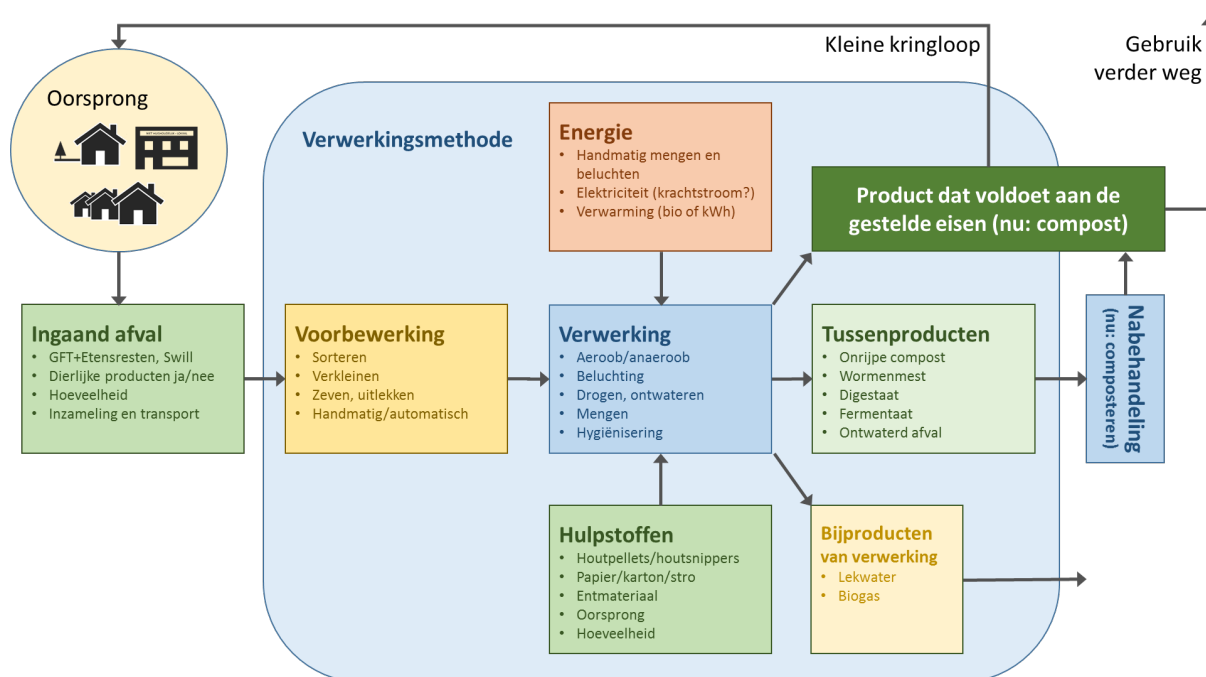 Kleine kringloop
Gebruik
verder weg
Oorsprong
Verwerkingsmethode
Energie
• Handmatig mengen en
beluchten
• Elektriciteit (krachtstroom?)
• Verwarming (bio of kWh)
Product dat voldoet aan de
gestelde eisen (nu: compost)
Ingaand afval
• GFT+Etensresten, Swill
• Dierlijke producten ja/nee
• Hoeveelheid
• Inzameling en transport
Voorbewerking
• Sorteren
• Verkleinen
• Zeven, uitlekken
• Handmatig/automatisch
Verwerking
• Aeroob/anaeroob
• Beluchting
• Drogen, ontwateren
• Mengen
• Hygiënisering
Tussenproducten
• Onrijpe compost
• Wormenmest
• Digestaat
• Fermentaat
• Ontwaterd afval
Nabehandeling
(nu: composteren)
Hulpstoffen
• Houtpellets/houtsnippers
• Papier/karton/stro
• Entmateriaal
• Oorsprong
• Hoeveelheid
Bijproducten
van verwerking
• Lekwater
• Biogas